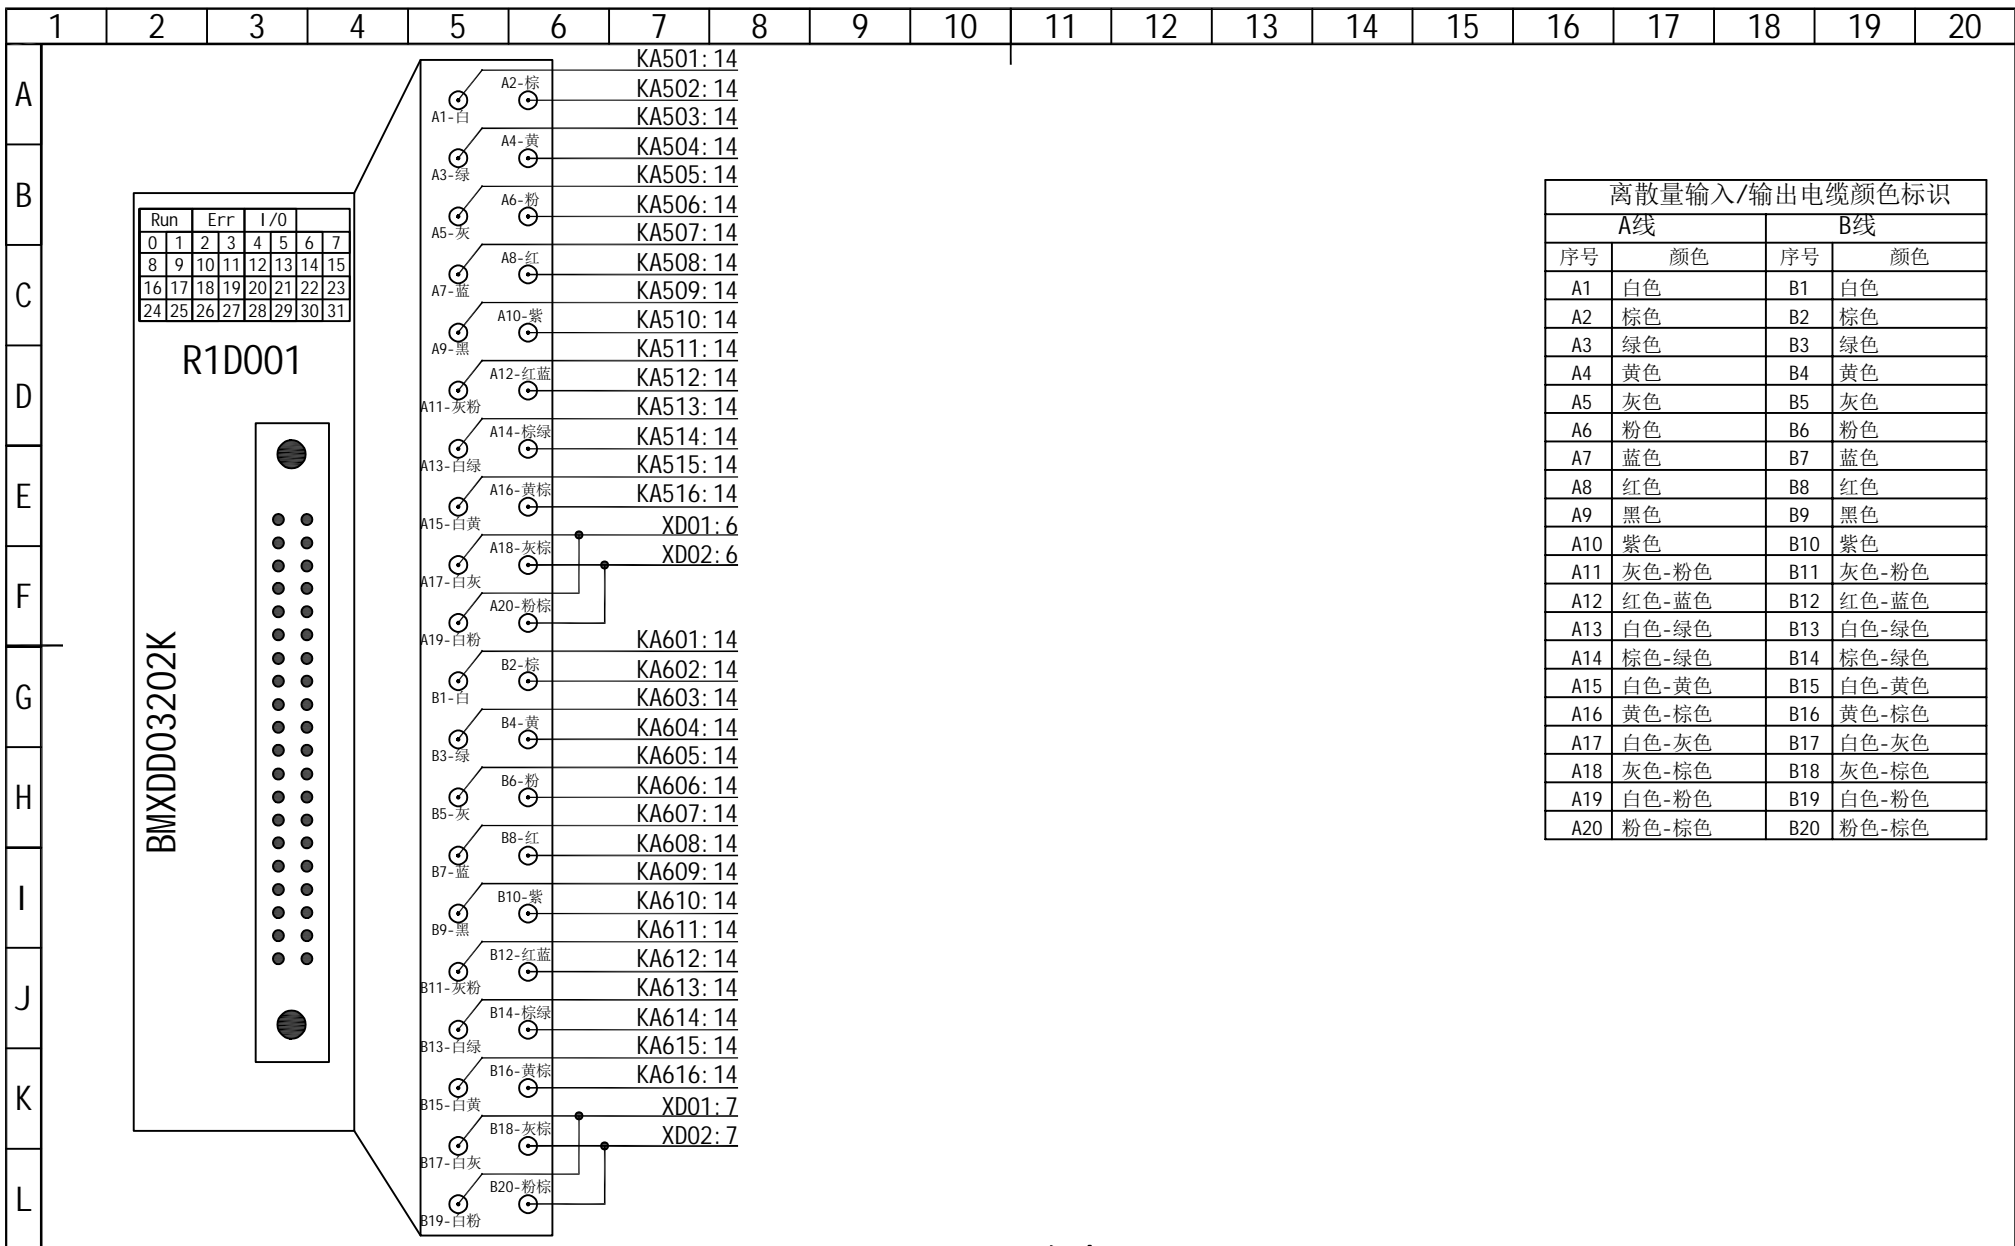 1 2 3 4 5 6 7 8 9 10 11 12 13 14 15 16 17 18 19 20
A
B
C
D
E
F
G
H
I
J
K
L
Run Err I/O
0 1 2 3 4 5 6 7
8 9 10 11 12 13 14 15
16 17 18 19 20 21 22 23
24 25 26 27 28 29 30 31
R1D001
BMXDDO3202K
KA501:14
A2-棕 KA502:14
A1-白 KA503:14
A4-黄 KA504:14
A3-绿 KA505:14
A6-粉 KA506:14
A5-灰 KA507:14
A8-红 KA508:14
A7-蓝 KA509:14
A10-紫 KA510:14
A9-黑 KA511:14
A12-红蓝 KA512:14
A11-灰粉 KA513:14
A14-棕绿 KA514:14
A13-白绿 KA515:14
A16-黄棕 KA516:14
A15-白黄 XD01:6
A18-灰棕 XD02:6
A17-白灰
A20-粉棕
A19-白粉 KA601:14
B2-棕 KA602:14
B1-白 KA603:14
B4-黄 KA604:14
B3-绿 KA605:14
B6-粉 KA606:14
B5-灰 KA607:14
B8-红 KA608:14
B7-蓝 KA609:14
B10-紫 KA610:14
B9-黑 KA611:14
B12-红蓝 KA612:14
B11-灰粉 KA613:14
B14-棕绿 KA614:14
B13-白绿 KA615:14
B16-黄棕 KA616:14
B15-白黄 XD01:7
B18-灰棕 XD02:7
B17-白灰
B20-粉棕
B19-白粉
离散量输入/输出电缆颜色标识
A线 B线
序号 颜色 序号 颜色
A1 白色 B1 白色
A2 棕色 B2 棕色
A3 绿色 B3 绿色
A4 黄色 B4 黄色
A5 灰色 B5 灰色
A6 粉色 B6 粉色
A7 蓝色 B7 蓝色
A8 红色 B8 红色
A9 黑色 B9 黑色
A10 紫色 B10 紫色
A11 灰色-粉色 B11 灰色-粉色
A12 红色-蓝色 B12 红色-蓝色
A13 白色-绿色 B13 白色-绿色
A14 棕色-绿色 B14 棕色-绿色
A15 白色-黄色 B15 白色-黄色
A16 黄色-棕色 B16 黄色-棕色
A17 白色-灰色 B17 白色-灰色
A18 灰色-棕色 B18 灰色-棕色
A19 白色-粉色 B19 白色-粉色
A20 粉色-棕色 B20 粉色-棕色